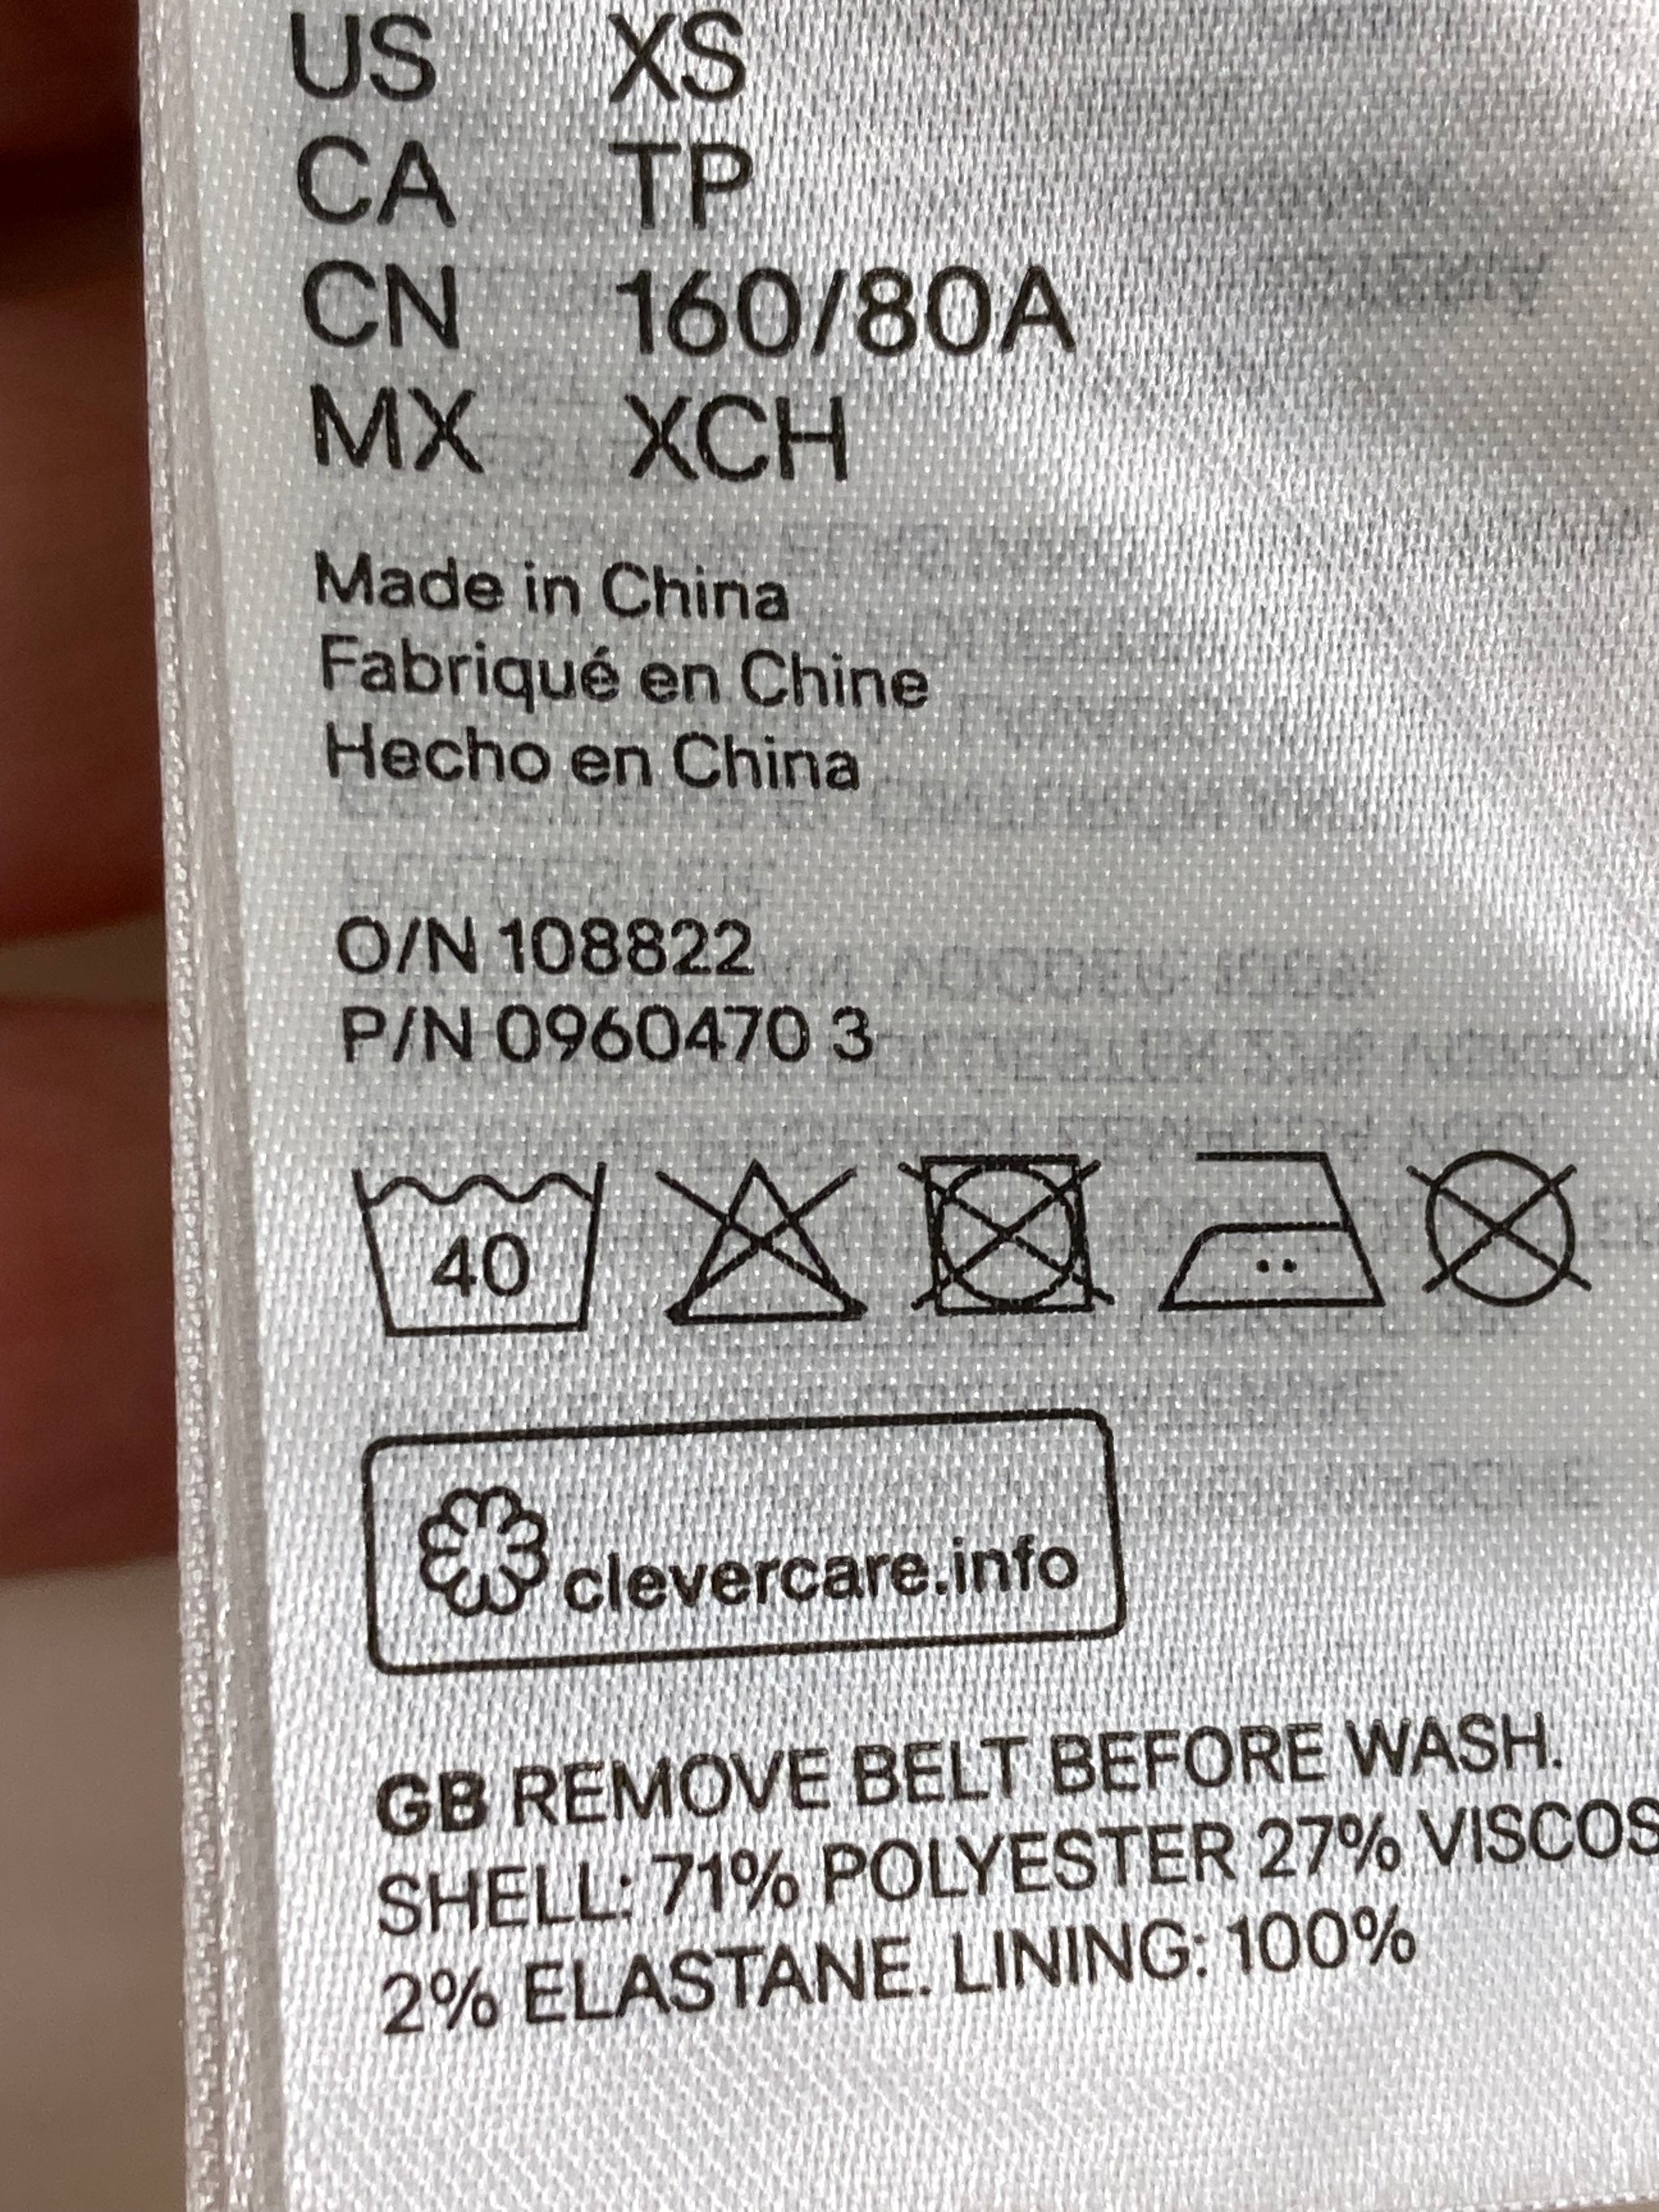 US XS
CA TP
CN 160/80A
MX XCH
Made in China
Fabriqué en Chine
Hecho en China
O/N 108822
P/N 0960470 3
40
clevercare.info
GB REMOVE BELT BEFORE WASH.
SHELL: 71% POLYESTER 27% VISCOS
2% ELASTANE. LINING: 100%